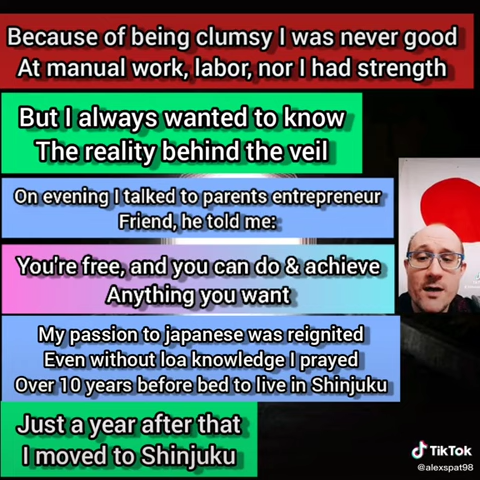 Because of being clumsy I was never good
At manual work, labor, nor I had strength
But I always wanted to know
The reality behind the veil
On evening I talked to parents entrepreneur
Friend, he told me:
You're free, and you can do & achieve
Anything you want
My passion to japanese was reignited
Even without loa knowledge I prayed
Over 10 years before bed to live in Shinjuku
Just a year after that
I moved to Shinjuku
TikTok
@alexspat98